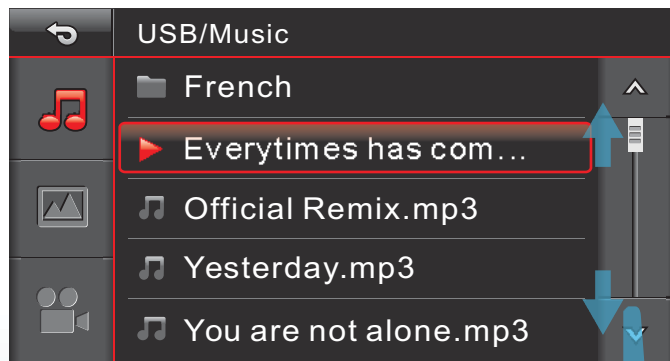 USB/Music
French
Everytimes has com...
Official Remix.mp3
Yesterday.mp3
You are not alone.mp3